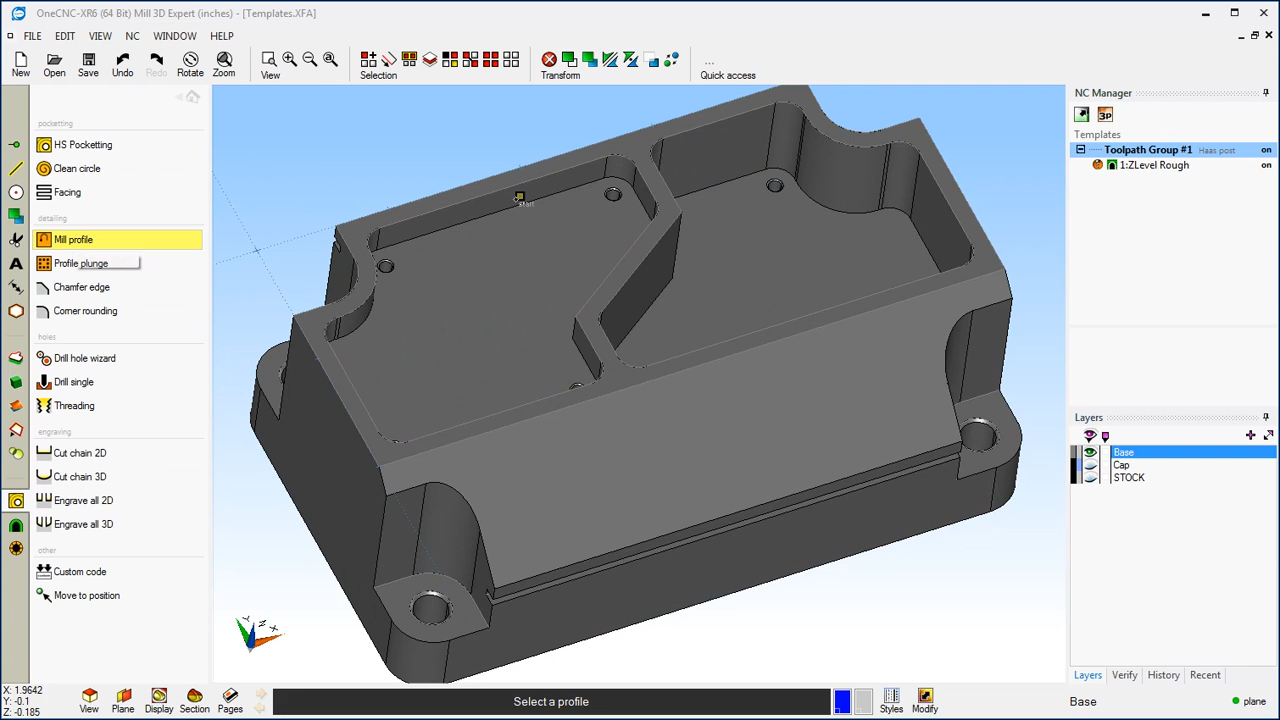 OneCNC-XR6 (64 Bit) Mill 3D Expert (inches) - [Templates.XFA]
FILE EDIT VIEW NC WINDOW HELP
New Open Save Undo Redo Rotate Zoom View Selection Transform ... Quick access
pocketting
HS Pocketting
Clean circle
Facing
detailing
Mill profile
Profile plunge
Chamfer edge
Corner rounding
holes
Drill hole wizard
Drill single
Threading
engraving
Cut chain 2D
Cut chain 3D
Engrave all 2D
Engrave all 3D
other
Custom code
Move to position
start
Y Z X
NC Manager
3P
Templates
Toolpath Group #1 Haas post on
1:ZLevel Rough on
Layers
Base
Cap
STOCK
Layers Verify History Recent
X: 1.9642
Y: -0.1
Z: -0.185
View Plane Display Section Pages
Select a profile
Styles Modify
Base
plane